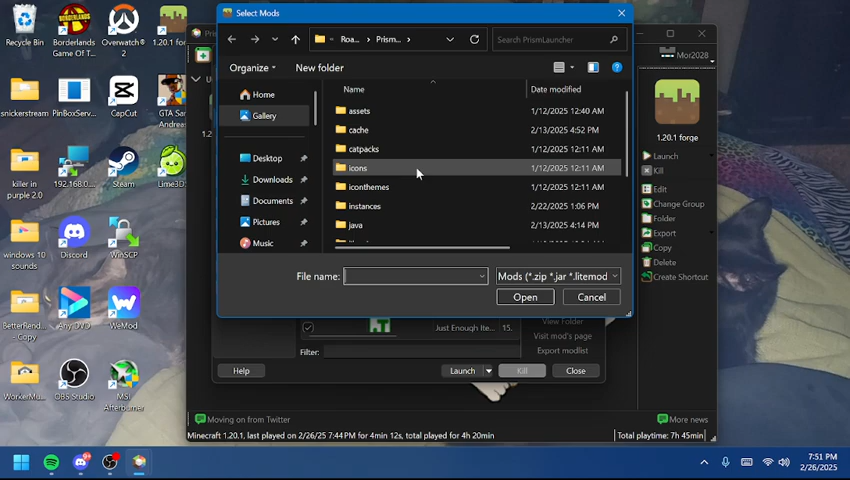 Recycle Bin
Borderlands Game Of T...
Overwatch 2
1.20.1
snickerstream
PinBoxServ...
CapCut
GTA San Andreas
killer in purple 2.0
192.168.0...
Steam
Lime3D...
windows 10 sounds
Discord
WinSCP
BetterRend... - Copy
AnyDVD
WeMod
WorkerMu...
OBS Studio
MSI Afterburner
Select Mods
Roa...
Prism...
Search PrismLauncher
Organize
New folder
Home
Gallery
Desktop
Downloads
Documents
Pictures
Music
Name
Date modified
assets
1/12/2025 12:40 AM
cache
2/13/2025 4:52 PM
catpacks
1/12/2025 12:11 AM
icons
1/12/2025 12:11 AM
iconthemes
1/12/2025 12:11 AM
instances
2/22/2025 1:06 PM
java
2/13/2025 4:14 PM
File name:
Mods (*.zip *.jar *.litemod
Open
Cancel
Mor2028
1.20.1 forge
Launch
Kill
Edit
Change Group
Folder
Export
Copy
Delete
Create Shortcut
Just Enough Ite...
15.
View Folder
Visit mod's page
Export modlist
Filter:
Help
Launch
Kill
Close
Moving on from Twitter
More news
Minecraft 1.20.1, last played on 2/26/25 7:44 PM for 4min 12s, total played for 4h 20min
Total playtime: 7h 45min
7:51 PM
2/26/2025